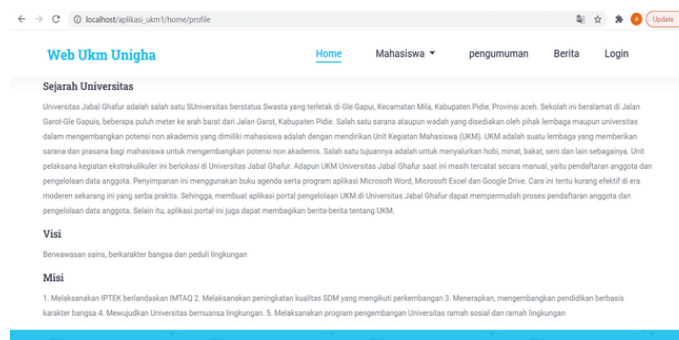 localhost/aplikasi_ukm1/home/profile
Update
Web Ukm Unigha
Home Mahasiswa pengumuman Berita Login
Sejarah Universitas
Universitas Jabal Ghafur adalah salah satu SUniversitas berstatus Swasta yang terletak di Gle Gapui, Kecamatan Mila, Kabupaten Pidie, Provinsi aceh. Sekolah ini beralamat di Jalan
Garot-Gle Gapuis, beberapa puluh meter ke arah barat dari Jalan Garot, Kabupaten Pidie. Salah satu sarana ataupun wadah yang disediakan oleh pihak lembaga maupun universitas
dalam mengembangkan potensi non akademis yang dimiliki mahasiswa adalah dengan mendirikan Unit Kegiatan Mahasiswa (UKM). UKM adalah suatu lembaga yang memberikan
sarana dan prasana bagi mahasiswa untuk mengembangkan potensi non akademis. Salah satu tujuannya adalah untuk menyalurkan hobi, minat, bakat, seni dan lain sebagainya. Unit
pelaksana kegiatan ekstrakulikuler ini berlokasi di Universitas Jabal Ghafur. Adapun UKM Universitas Jabal Ghafur saat ini masih tercatat secara manual, yaitu pendaftaran anggota dan
pengelolaan data anggota. Penyimpanan ini menggunakan buku agenda serta program aplikasi Microsoft Word, Microsoft Excel dan Google Drive. Cara ini tentu kurang efektif di era
moderen sekarang ini yang serba praktis. Sehingga, membuat aplikasi portal pengelolaan UKM di Universitas Jabal Ghafur dapat mempermudah proses pendaftaran anggota dan
pengelolaan data anggota. Selain itu, aplikasi portal ini juga dapat membagikan berita-berita tentang UKM.
Visi
Berwawasan sains, berkarakter bangsa dan peduli lingkungan
Misi
1. Melaksanakan IPTEK berlandaskan IMTAQ 2. Melaksanakan peningkatan kualitas SDM yang mengikuti perkembangan 3. Menerapkan, mengembangkan pendidikan berbasis
karakter bangsa 4. Mewujudkan Universitas bernuansa lingkungan. 5. Melaksanakan program pengembangan Universitas ramah sosial dan ramah lingkungan